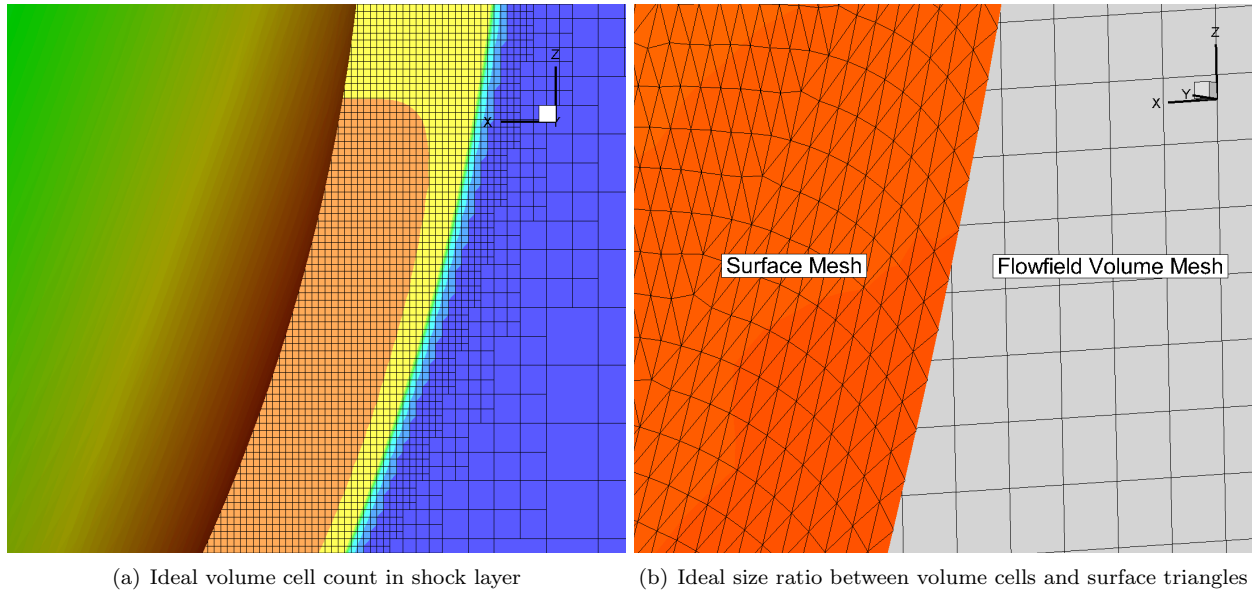 Z
X
Y
Z
Y
X
Surface Mesh
Flowfield Volume Mesh
(a) Ideal volume cell count in shock layer
(b) Ideal size ratio between volume cells and surface triangles